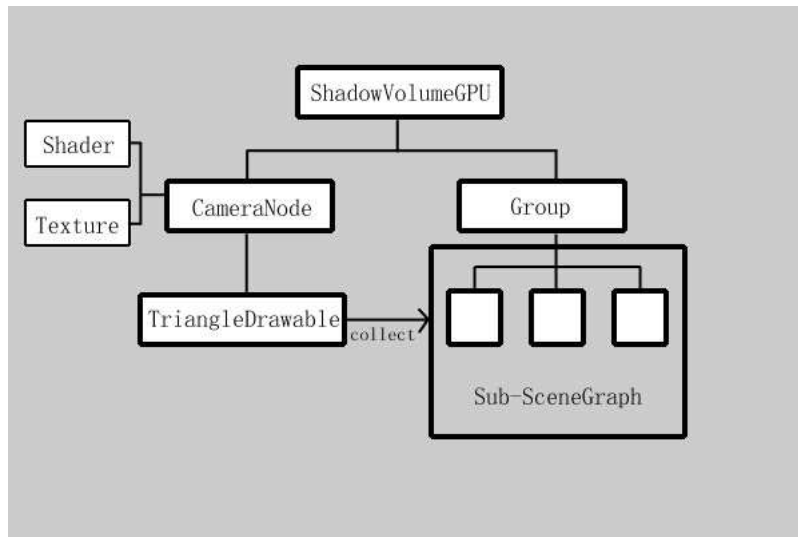 ShadowVolumeGPU
Shader
CameraNode
Group
Texture
TriangleDrawable
collect
Sub-SceneGraph